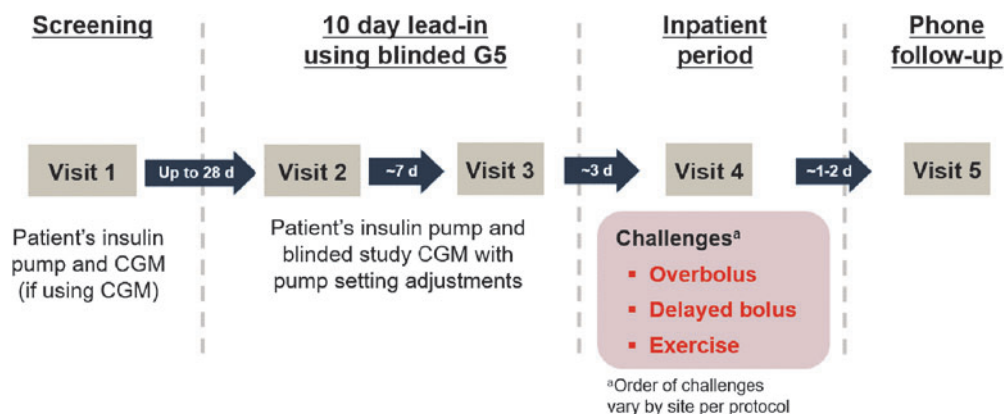 Screening
10 day lead-in
using blinded G5
Inpatient
period
Phone
follow-up
Visit 1
Up to 28 d
Visit 2
~7 d
Visit 3
~3 d
Visit 4
~1-2 d
Visit 5
Patient's insulin
pump and CGM
(if using CGM)
Patient's insulin pump and
blinded study CGM with
pump setting adjustments
Challengesᵃ
▪ Overbolus
▪ Delayed bolus
▪ Exercise
ᵃOrder of challenges
vary by site per protocol